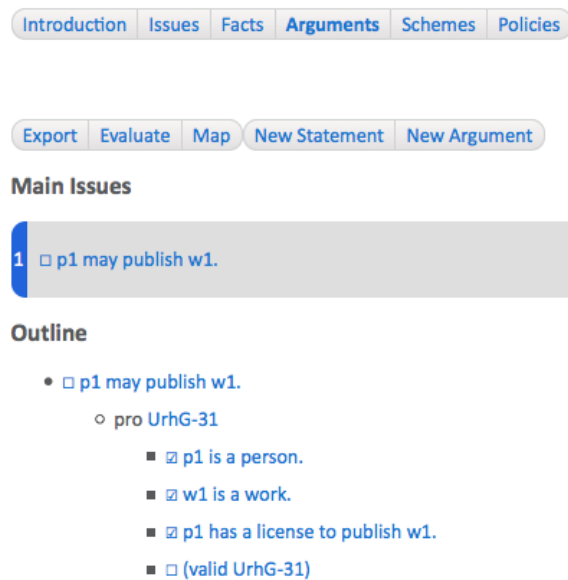 Introduction Issues Facts Arguments Schemes Policies
Export Evaluate Map New Statement New Argument
Main Issues
1 ☐ p1 may publish w1.
Outline
• ☐ p1 may publish w1.
○ pro UrhG-31
■ ☑ p1 is a person.
■ ☑ w1 is a work.
■ ☑ p1 has a license to publish w1.
■ ☐ (valid UrhG-31)